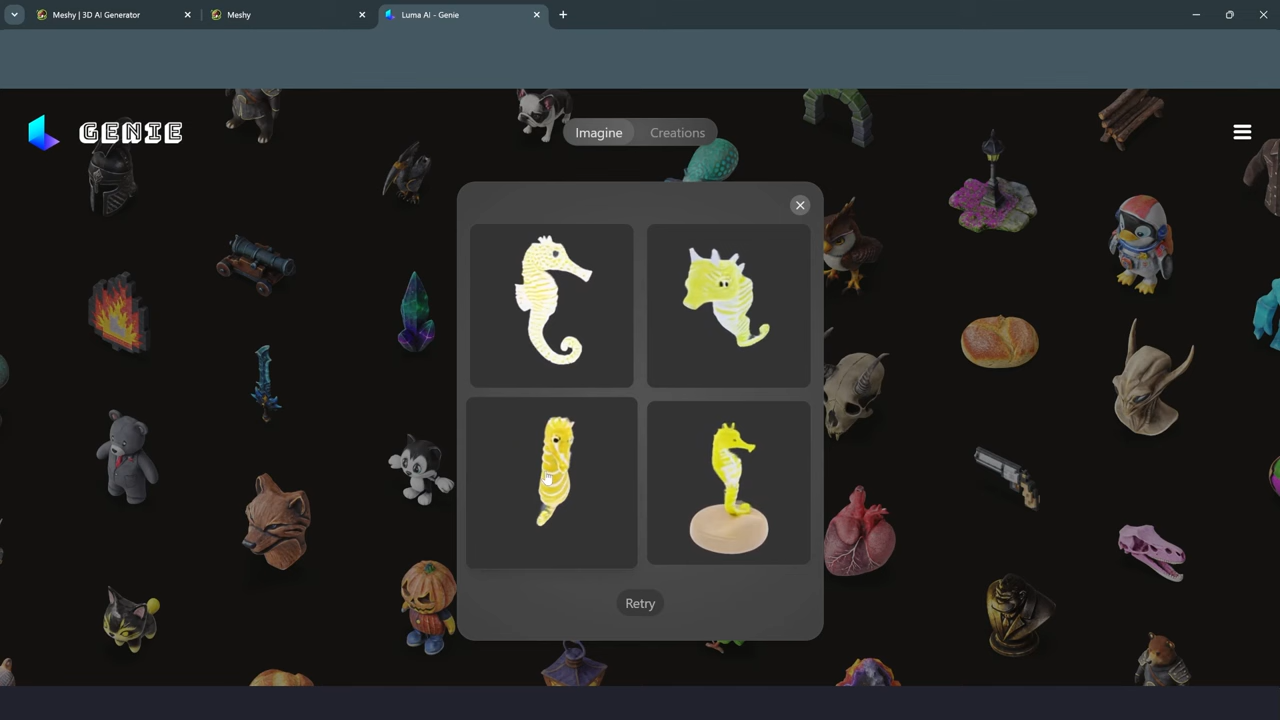 Meshy | 3D AI Generator
Meshy
Luma AI - Genie
GENIE
Imagine
Creations
Retry